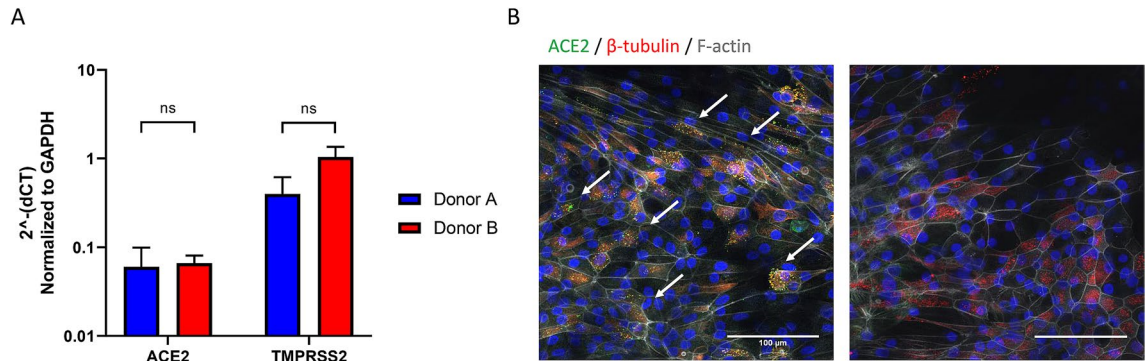 A
B
ACE2 / β-tubulin / F-actin
10
1
0.1
0.01
2^-(dCT)
Normalized to GAPDH
ns
ns
ACE2
TMPRSS2
Donor A
Donor B
100 μm